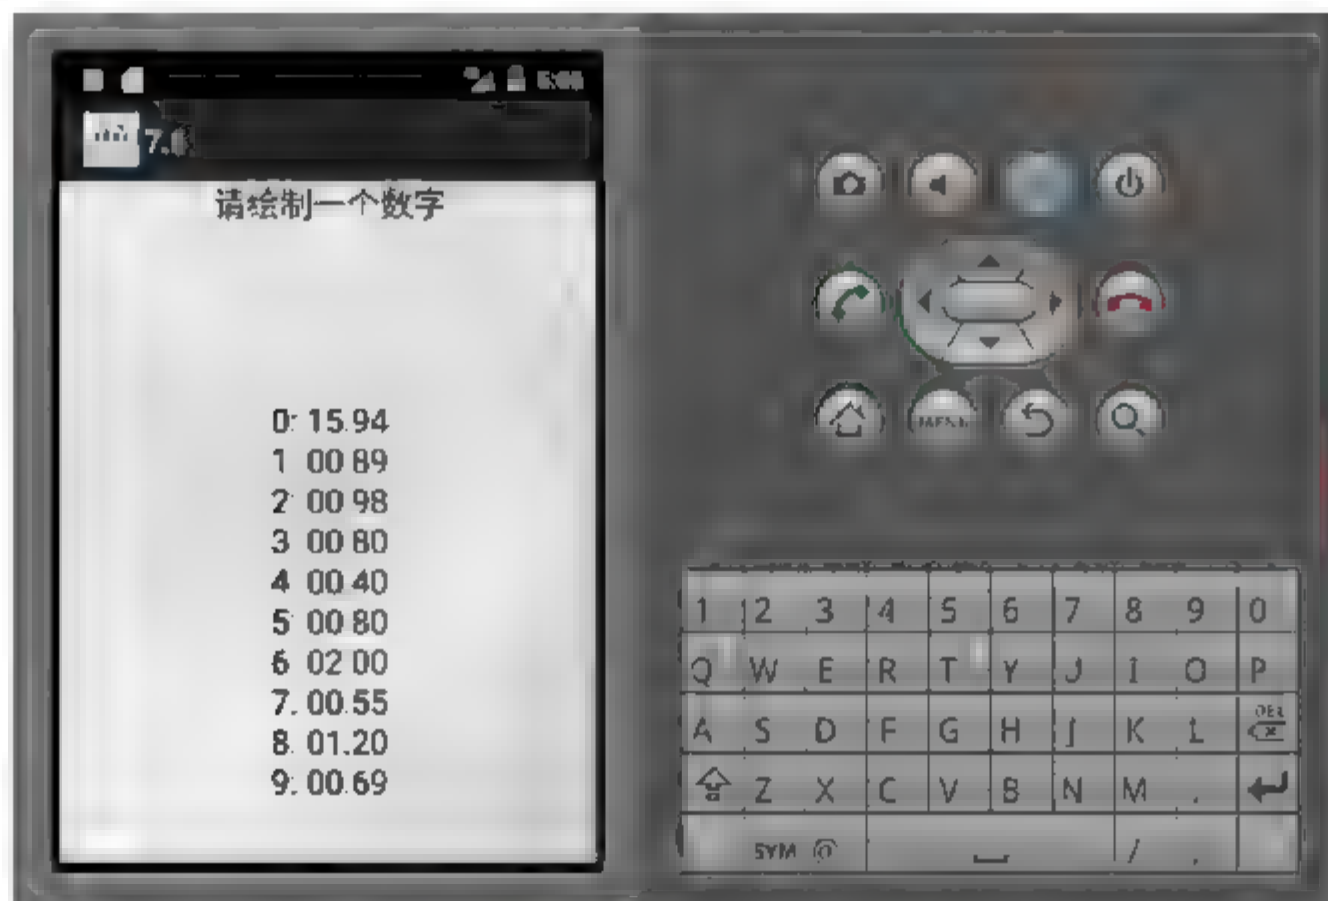 请绘制一个数字
0: 15.94
1 00 89
2 00 98
3 00 80
4 00 40
5 00 80
6 02 00
7. 00.55
8. 01.20
9: 00.69
MENU
1 2 3 4 5 6 7 8 9 0
Q W E R T Y U I O P
A S D F G H J K L DEL
Z X C V B N M .
SYM @ / ,